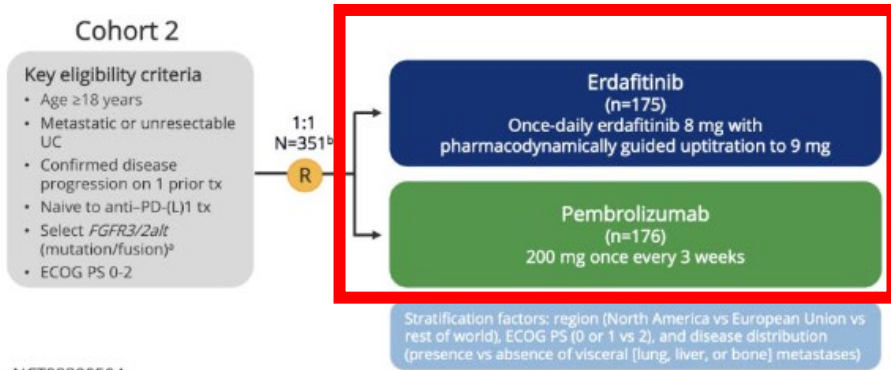 Cohort 2
Key eligibility criteria
• Age ≥18 years
• Metastatic or unresectable
UC
• Confirmed disease
progression on 1 prior tx
• Naive to anti–PD-(L)1 tx
• Select FGFR3/2alt
(mutation/fusion)ᵃ
• ECOG PS 0-2
1:1
N=351ᵇ
R
Erdafitinib
(n=175)
Once-daily erdafitinib 8 mg with
pharmacodynamically guided uptitration to 9 mg
Pembrolizumab
(n=176)
200 mg once every 3 weeks
Stratification factors: region (North America vs European Union vs
rest of world), ECOG PS (0 or 1 vs 2), and disease distribution
(presence vs absence of visceral [lung, liver, or bone] metastases)